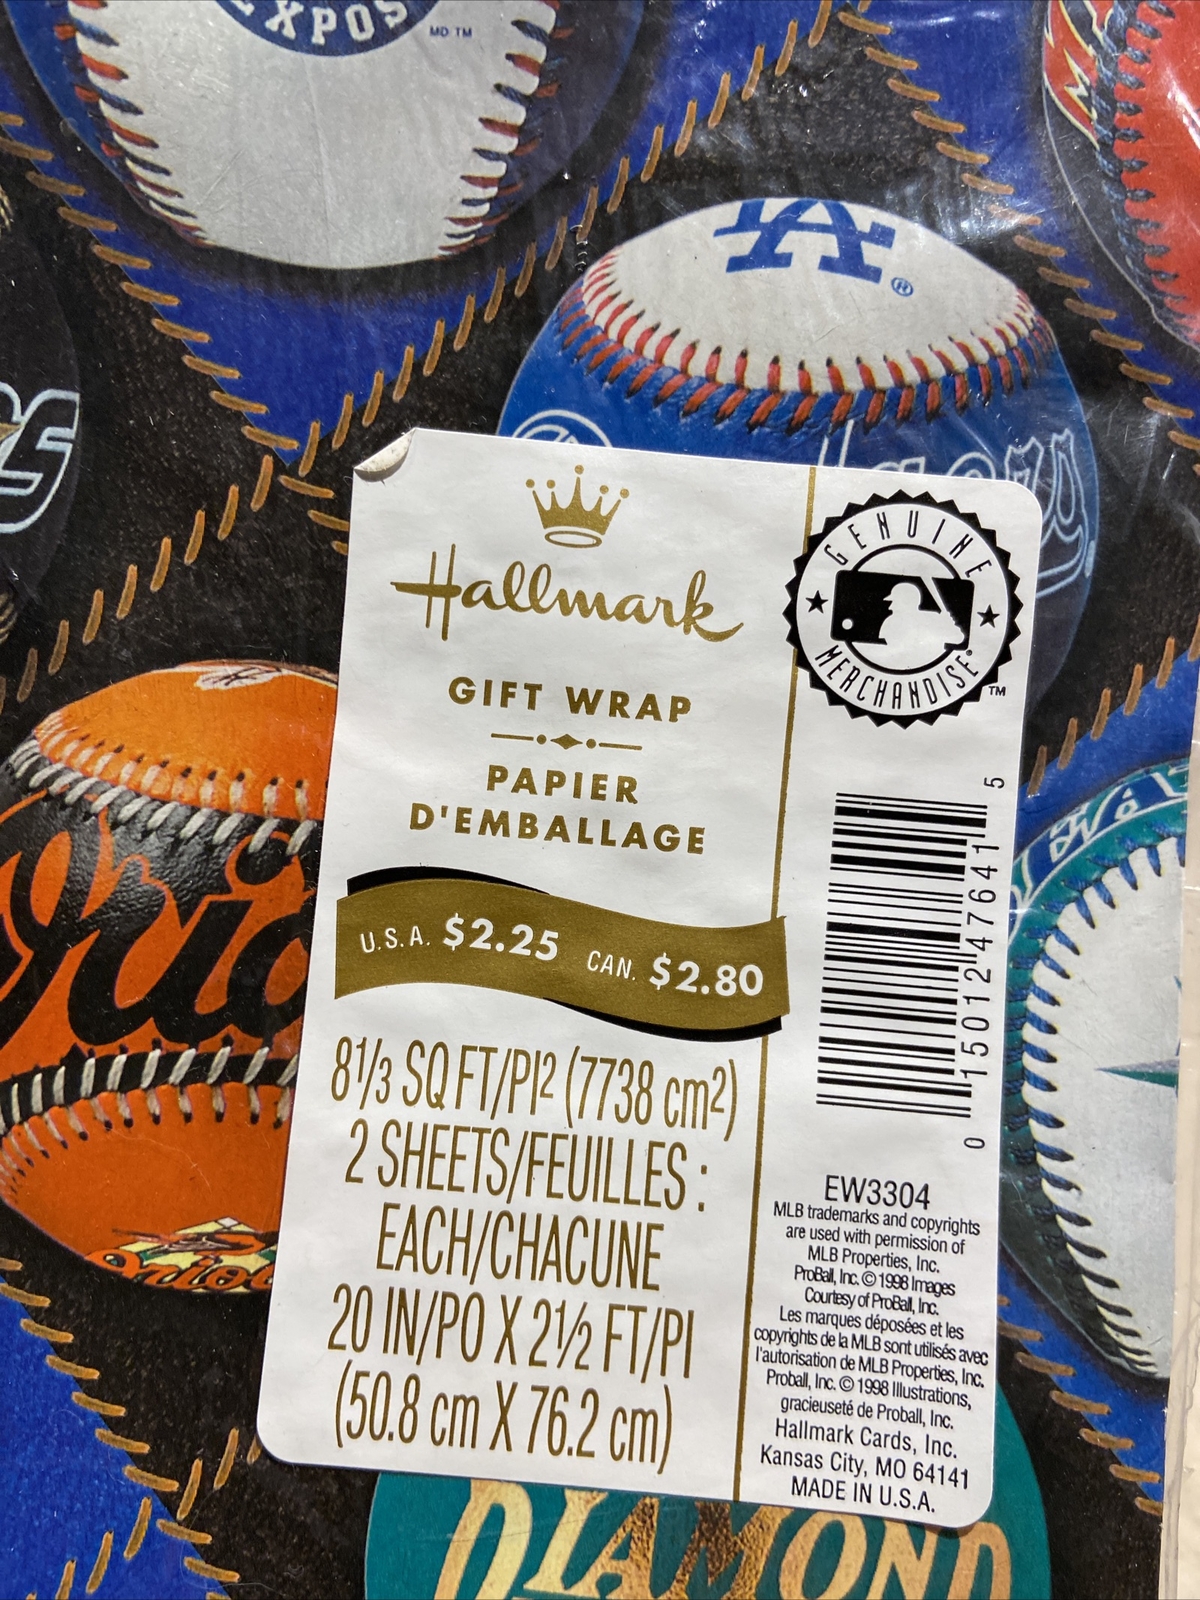 EXPOS
MD TM
LA®
Hallmark
GIFT WRAP
PAPIER
D'EMBALLAGE
U.S.A. $2.25 CAN. $2.80
8 1/3 SQ FT/PI² (7738 cm²)
2 SHEETS/FEUILLES :
EACH/CHACUNE
20 IN/PO X 2 1/2 FT/PI
(50.8 cm X 76.2 cm)
GENUINE
MERCHANDISE
TM
0 15012 47641 5
EW3304
MLB trademarks and copyrights
are used with permission of
MLB Properties, Inc.
ProBall, Inc. © 1998 Images
Courtesy of ProBall, Inc.
Les marques déposées et les
copyrights de la MLB sont utilisés avec
l'autorisation de MLB Properties, Inc.
Proball, Inc. © 1998 Illustrations,
gracieuseté de Proball, Inc.
Hallmark Cards, Inc.
Kansas City, MO 64141
MADE IN U.S.A.
DIAMOND